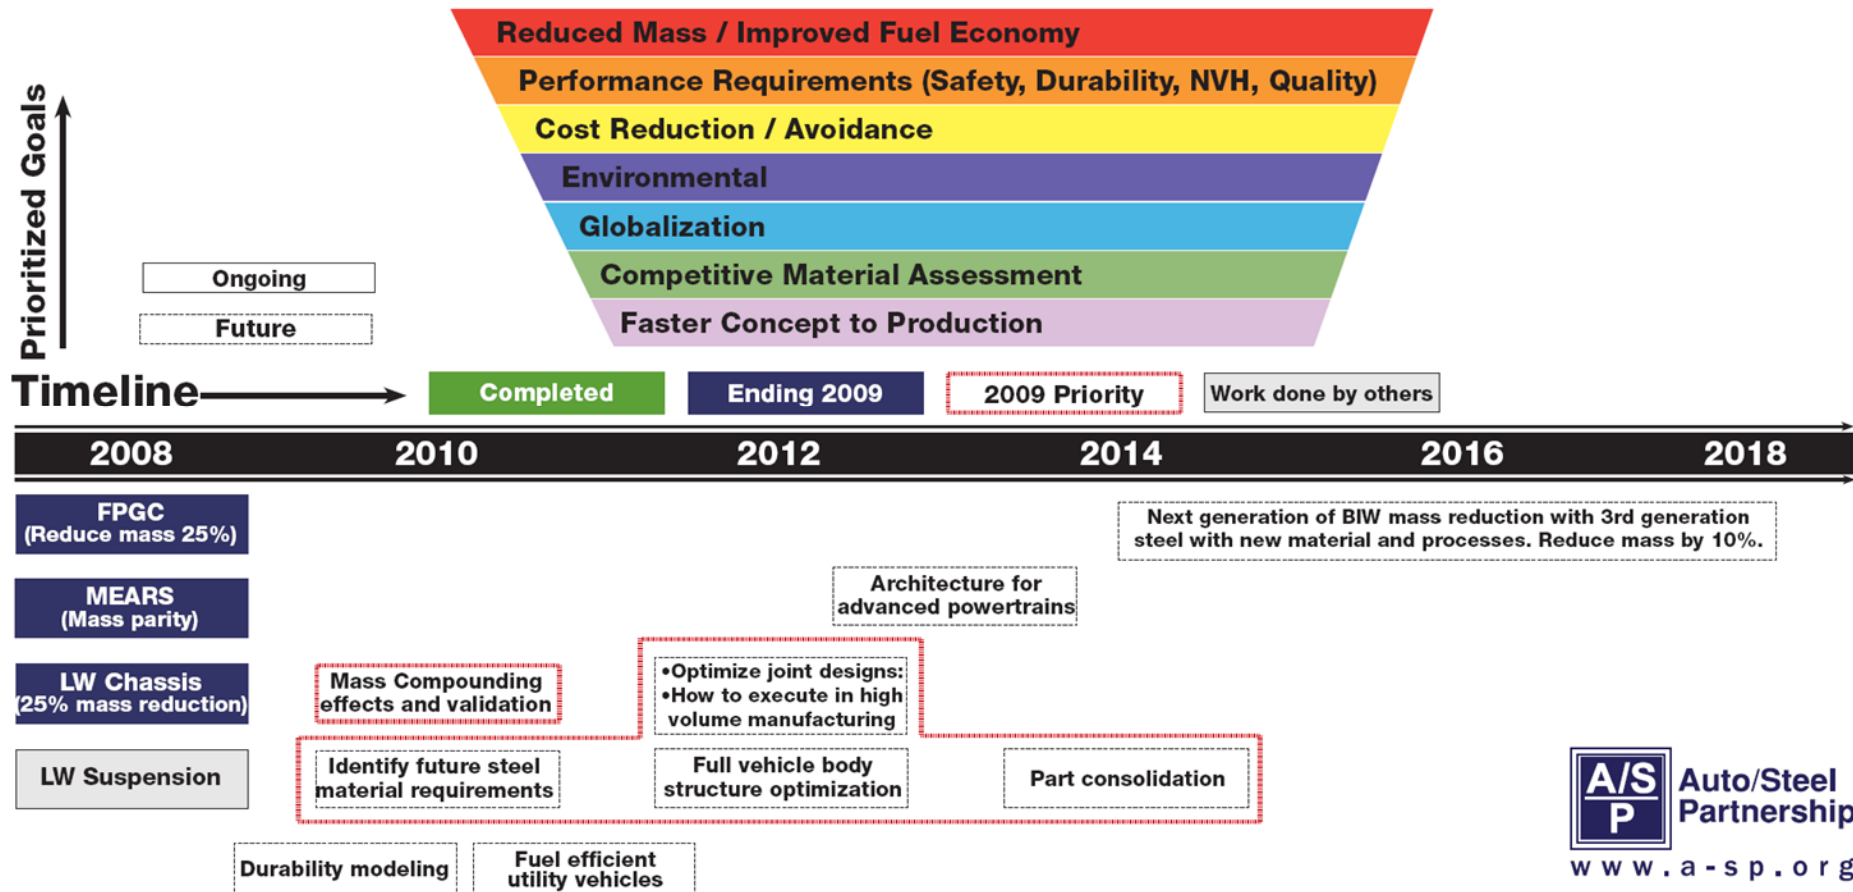 Prioritized Goals
Reduced Mass / Improved Fuel Economy
Performance Requirements (Safety, Durability, NVH, Quality)
Cost Reduction / Avoidance
Environmental
Globalization
Competitive Material Assessment
Faster Concept to Production
Ongoing
Future
Timeline
Completed
Ending 2009
2009 Priority
Work done by others
2008
2010
2012
2014
2016
2018
FPGC
(Reduce mass 25%)
Next generation of BIW mass reduction with 3rd generation
steel with new material and processes. Reduce mass by 10%.
MEARS
(Mass parity)
Architecture for
advanced powertrains
LW Chassis
(25% mass reduction)
Mass Compounding
effects and validation
•Optimize joint designs:
•How to execute in high
volume manufacturing
LW Suspension
Identify future steel
material requirements
Full vehicle body
structure optimization
Part consolidation
Durability modeling
Fuel efficient
utility vehicles
A/S
P
Auto/Steel
Partnership
www.a-sp.org